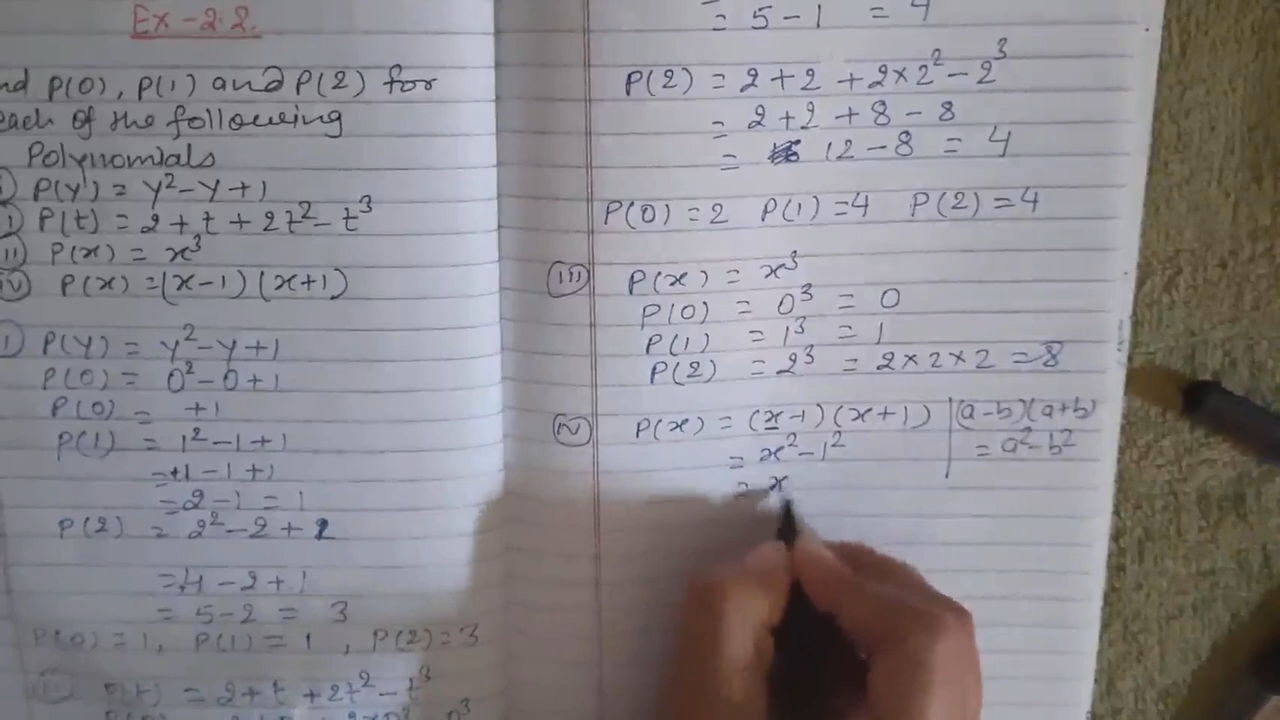 Ex-2.2.
nd P(0), P(1) and P(2) for
each of the following
Polynomials
P(y) = y²-y+1
P(t) = 2+t+2t²-t³
P(x) = x³
(iv) P(x) =(x-1)(x+1)
P(y) = y²-y+1
P(0) = 0²-0+1
P(0) = +1
P(1) = 1²-1+1
=+1-1+1
=2-1 =1
P(2) = 2²-2+1
=4-2+1
= 5-2 = 3
P(0)=1, P(1)=1, P(2)=3
P(t) = 2+t+2t²-t³
= 5-1 = 4
P(2) = 2+2+2×2²-2³
= 2+2+8-8
= 12-8 = 4
P(0)=2 P(1)=4 P(2)=4
(iii) P(x) = x³
P(0) = 0³ = 0
P(1) = 1³ = 1
P(2) = 2³ = 2×2×2 =8
(iv) P(x) = (x-1)(x+1) |(a-b)(a+b)
= x²-1² | = a²-b²
= x